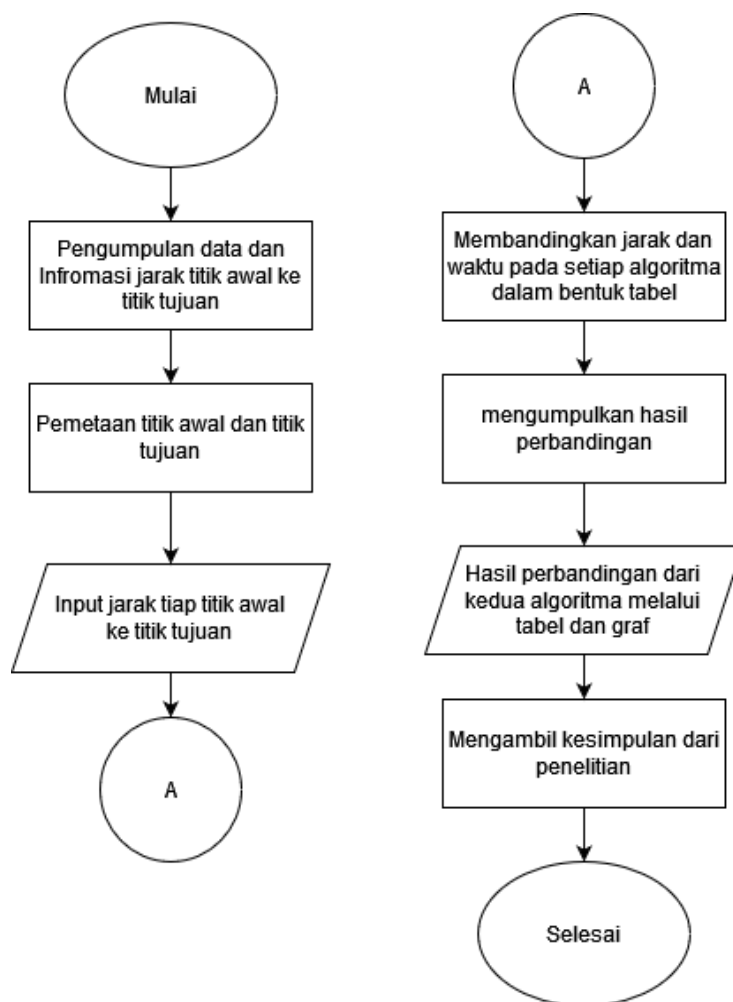 Mulai
Pengumpulan data dan
Infromasi jarak titik awal ke
titik tujuan
Pemetaan titik awal dan titik
tujuan
Input jarak tiap titik awal
ke titik tujuan
A
A
Membandingkan jarak dan
waktu pada setiap algoritma
dalam bentuk tabel
mengumpulkan hasil
perbandingan
Hasil perbandingan dari
kedua algoritma melalui
tabel dan graf
Mengambil kesimpulan dari
penelitian
Selesai